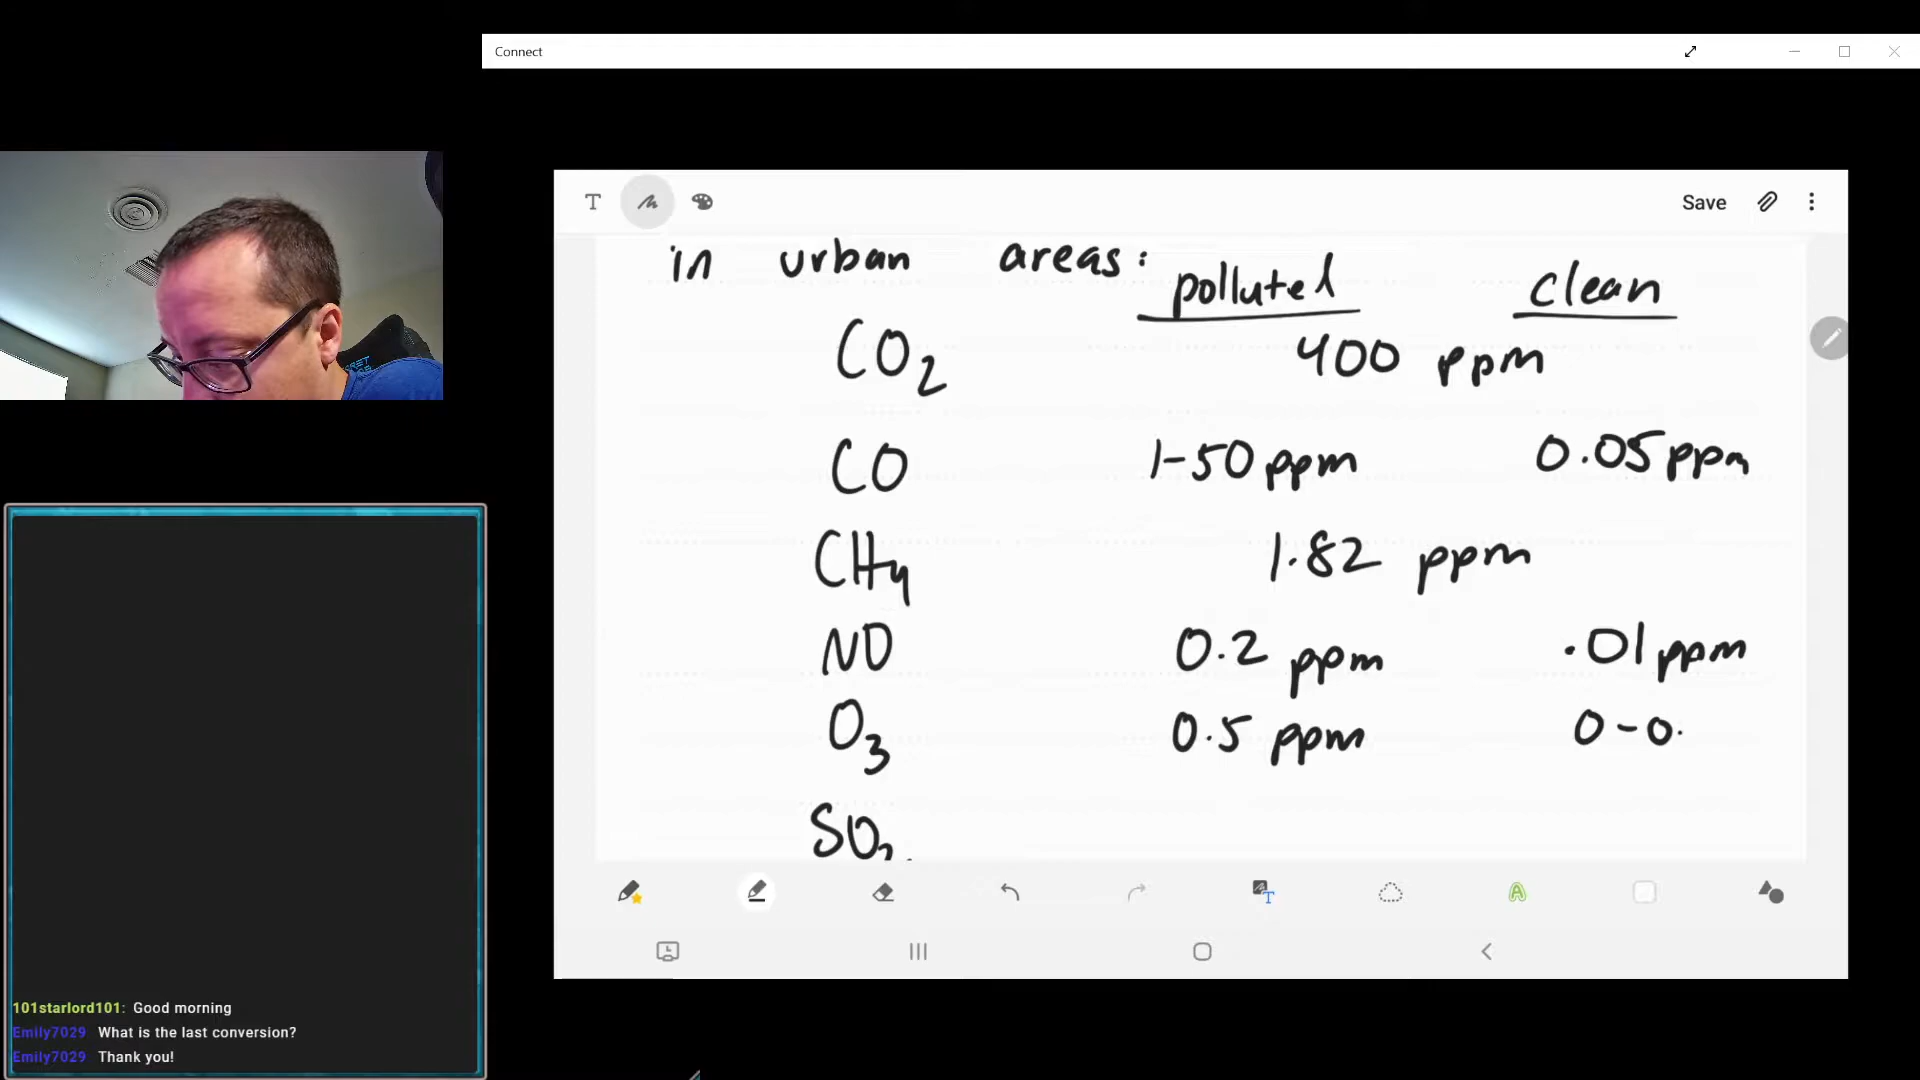 Connect
T
Save
in urban areas:
polluted clean
CO2 400 ppm
CO 1-50 ppm 0.05 ppm
CH4 1.82 ppm
NO 0.2 ppm .01 ppm
O3 0.5 ppm 0-0.
SO2
T
A
101starlord101: Good morning
Emily7029 What is the last conversion?
Emily7029 Thank you!